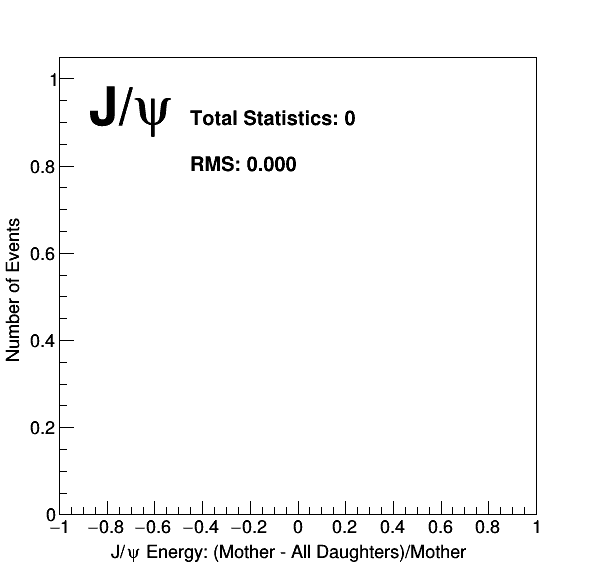 J/ψ
Total Statistics: 0
RMS: 0.000
Number of Events
1
0.8
0.6
0.4
0.2
0
−1 −0.8 −0.6 −0.4 −0.2 0 0.2 0.4 0.6 0.8 1
J/ψ Energy: (Mother - All Daughters)/Mother